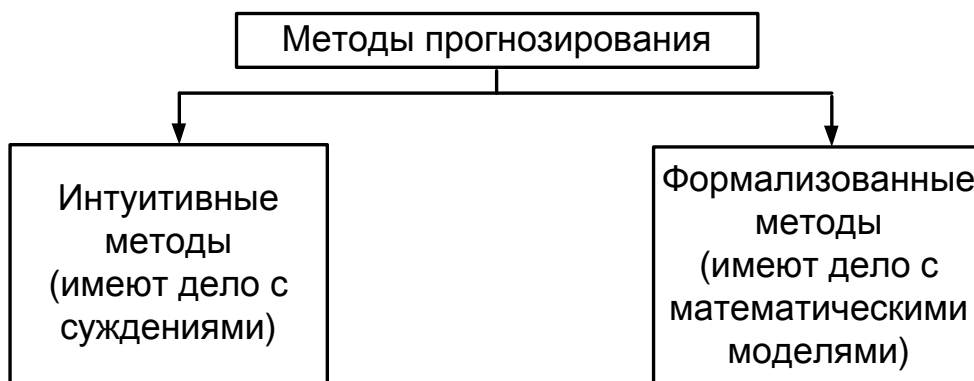 Методы прогнозирования
Интуитивные
методы
(имеют дело с
суждениями)
Формализованные
методы
(имеют дело с
математическими
моделями)